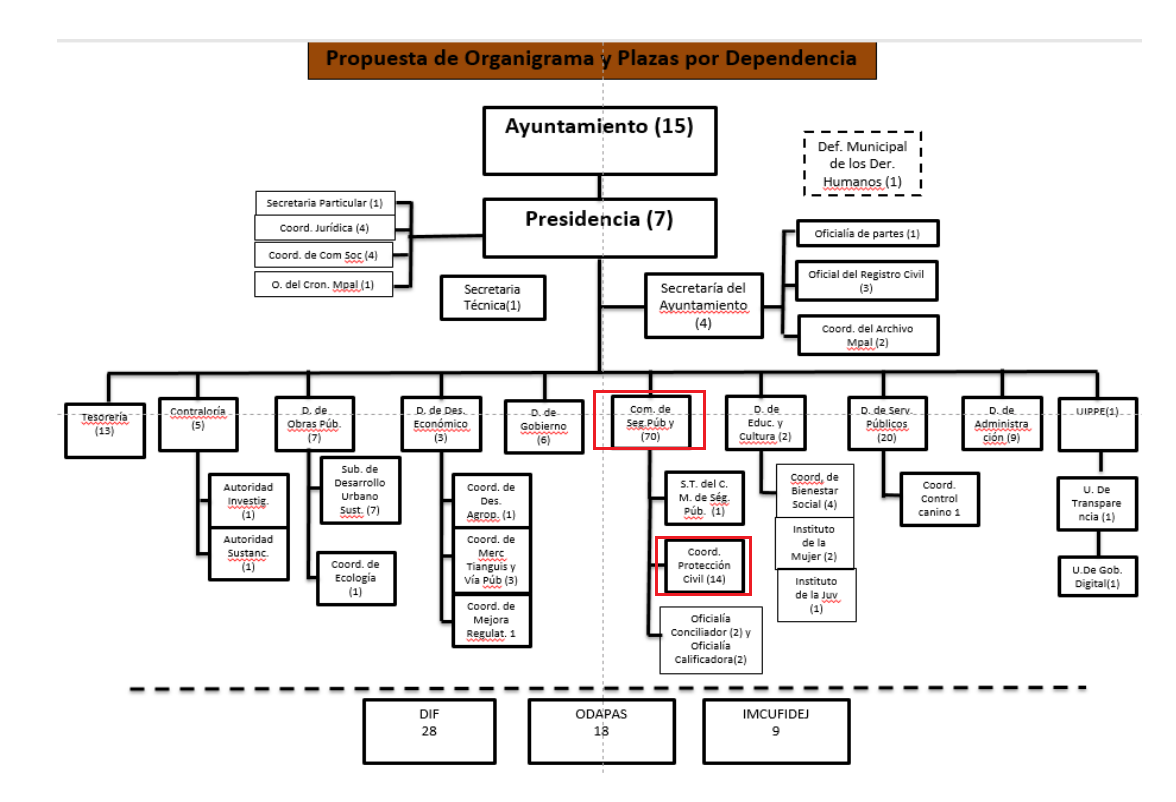 Propuesta de Organigrama y Plazas por Dependencia
Ayuntamiento (15)
Def. Municipal
de los Der.
Humanos (1)
Presidencia (7)
Secretaria Particular (1)
Coord. Jurídica (4)
Coord. de Com Soc (4)
O. del Cron. Mpal (1)
Secretaria
Técnica(1)
Secretaría del
Ayuntamiento
(4)
Oficialía de partes (1)
Oficial del Registro Civil
(3)
Coord. del Archivo
Mpal (2)
Tesorería
(13)
Contraloría
(5)
D. de
Obras Púb.
(7)
D. de Des.
Económico
(3)
D. de
Gobierno
(6)
Com. de
Seg.Púb y
(70)
D. de
Educ. y
Cultura (2)
D. de Serv.
Públicos
(20)
D. de
Administra
ción (9)
UIPPE(1)
Autoridad
Investig.
(1)
Autoridad
Sustanc.
(1)
Sub. de
Desarrollo
Urbano
Sust. (7)
Coord. de
Ecología
(1)
Coord. de
Des.
Agrop. (1)
Coord. de
Merc
Tianguis y
Vía Púb (3)
Coord. de
Mejora
Regulat. 1
S.T. del C.
M. de Ség.
Púb. (1)
Coord.
Protección
Civil (14)
Oficialía
Conciliador (2) y
Oficialía
Calificadora(2)
Coord. de
Bienestar
Social (4)
Instituto
de la
Mujer (2)
Instituto
de la Juv
(1)
Coord.
Control
canino 1
U. De
Transpare
ncia (1)
U.De Gob.
Digital(1)
DIF
28
ODAPAS
18
IMCUFIDEJ
9